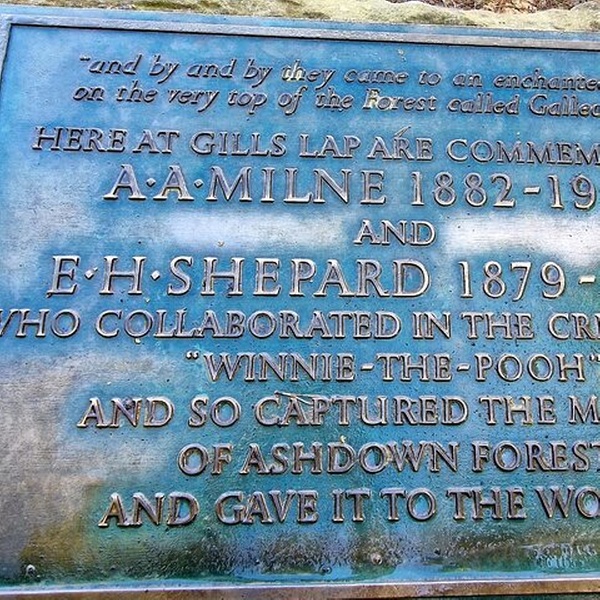 "and by and by they came to an enchante
on the very top of the Forest called Galleo
HERE AT GILLS LAP ARE COMMEM
A·A·MILNE 1882-19
AND
E·H·SHEPARD 1879-
WHO COLLABORATED IN THE CR
"WINNIE-THE-POOH"
AND SO CAPTURED THE M
OF ASHDOWN FOREST
AND GAVE IT TO THE WO